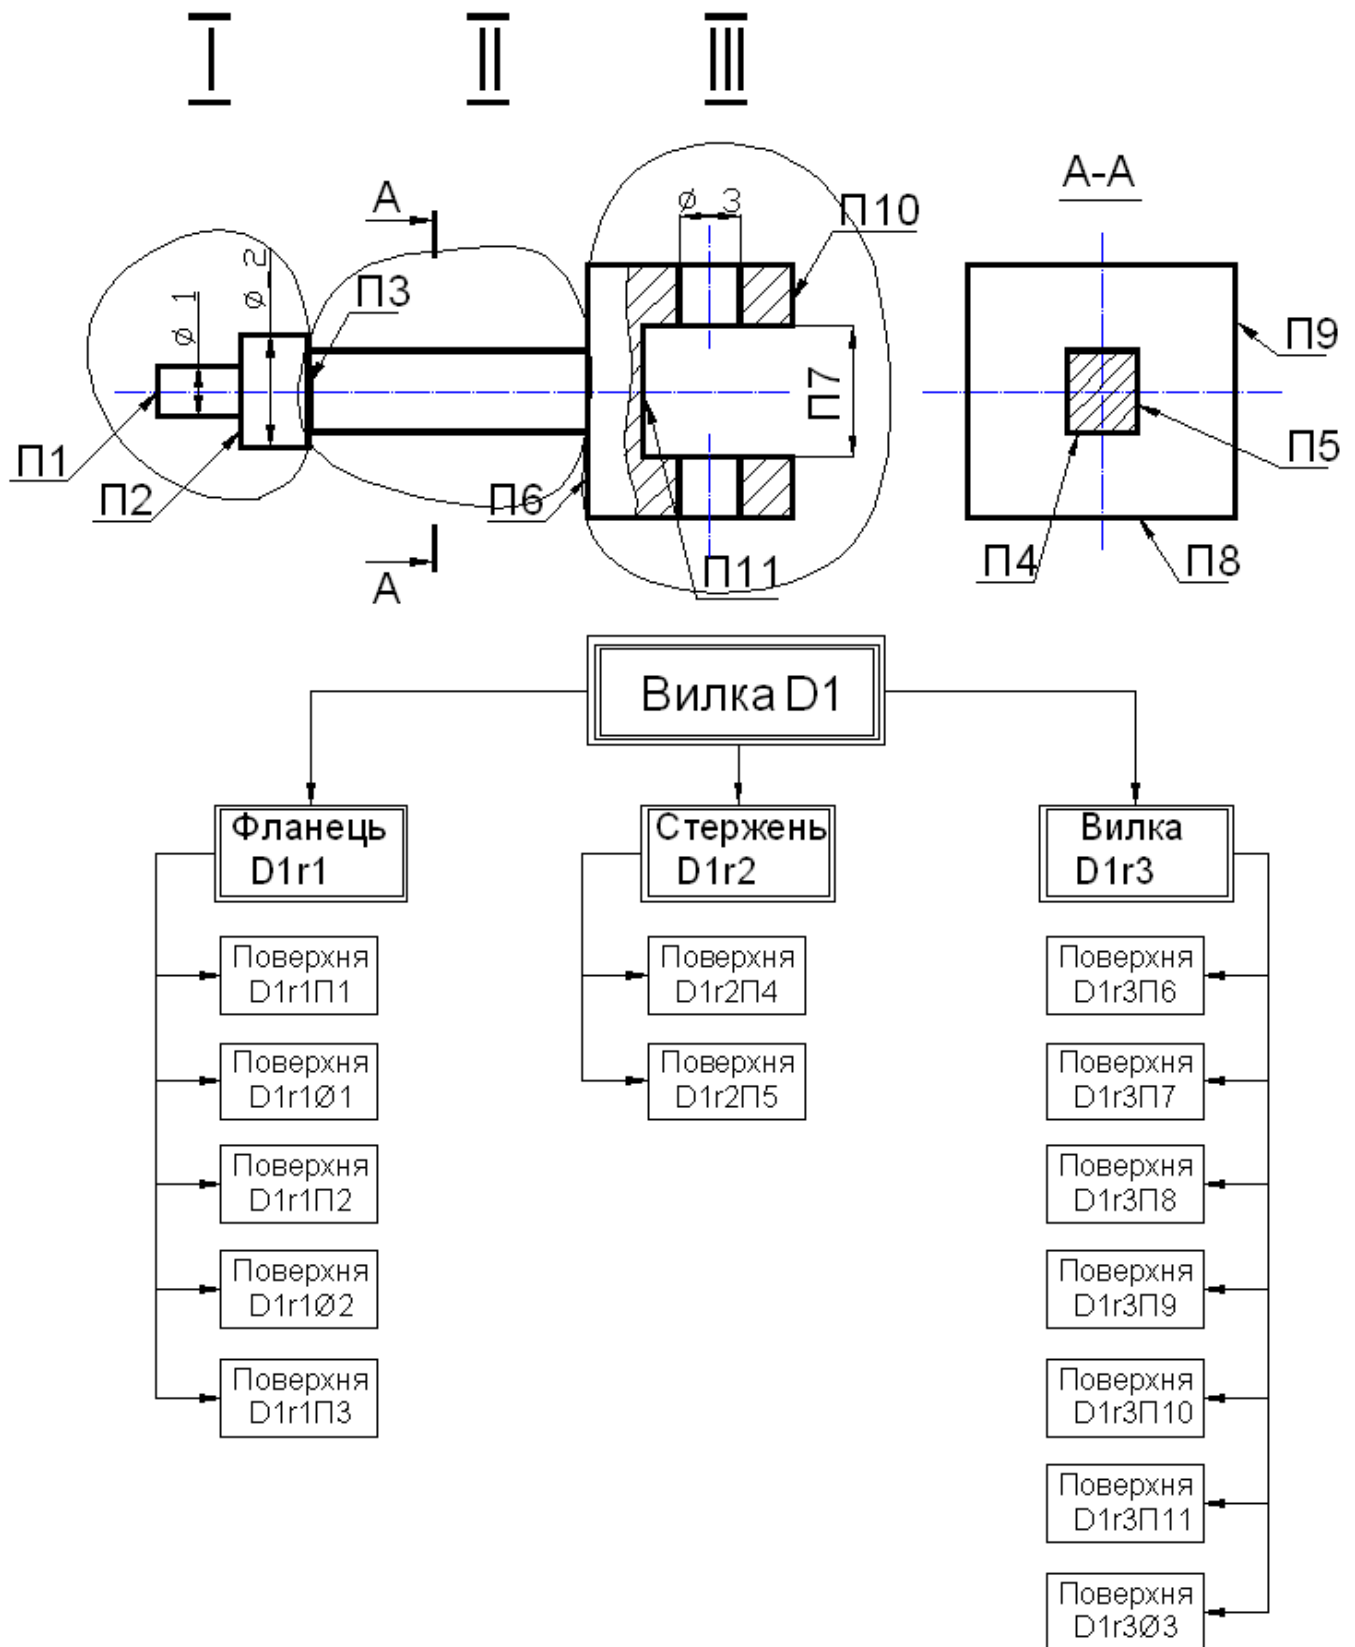 I II III
А
А-А
ø 1
ø 2
ø 3
П3
П10
П9
П7
П1
П2
П6
П5
П11
П4
П8
А
Вилка D1
Фланець
D1r1
Стержень
D1r2
Вилка
D1r3
Поверхня
D1r1П1
Поверхня
D1r1Ø1
Поверхня
D1r1П2
Поверхня
D1r1Ø2
Поверхня
D1r1П3
Поверхня
D1r2П4
Поверхня
D1r2П5
Поверхня
D1r3П6
Поверхня
D1r3П7
Поверхня
D1r3П8
Поверхня
D1r3П9
Поверхня
D1r3П10
Поверхня
D1r3П11
Поверхня
D1r3Ø3